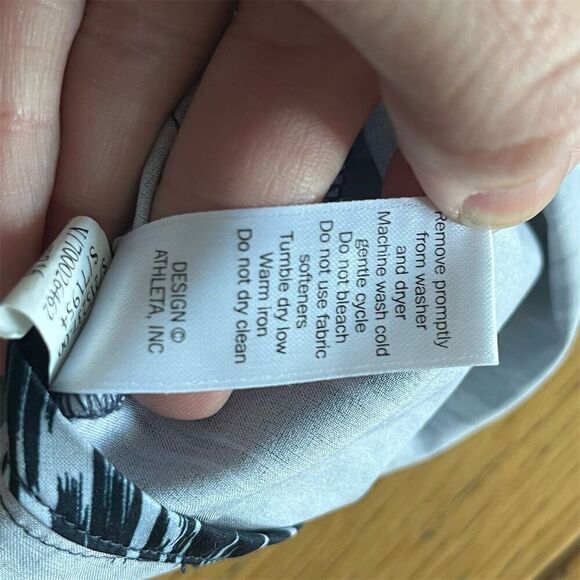 Remove promptly
from washer
and dryer
Machine wash cold
gentle cycle
Do not bleach
Do not use fabric
softeners
Tumble dry low
Warm iron
Do not dry clean
DESIGN ©
ATHLETA, INC